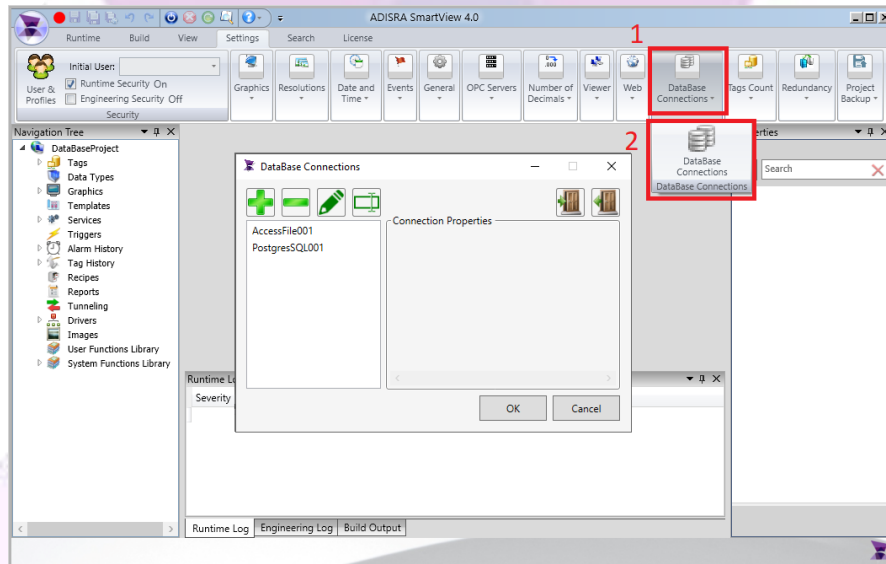 ADISRA SmartView 4.0
Runtime Build View Settings Search License
1
Initial User:
Runtime Security On
Engineering Security Off
User & Profiles
Security
Graphics
Resolutions
Date and Time
Events
General
OPC Servers
Number of Decimals
Viewer
Web
DataBase Connections
Tags Count
Redundancy
Project Backup
2
DataBase Connections
DataBase Connections
Navigation Tree
DataBaseProject
Tags
Data Types
Graphics
Templates
Services
Triggers
Alarm History
Tag History
Recipes
Reports
Tunneling
Drivers
Images
User Functions Library
System Functions Library
DataBase Connections
AccessFile001
PostgresSQL001
Connection Properties
OK Cancel
erties
Search
Runtime Lo
Severity
Runtime Log Engineering Log Build Output